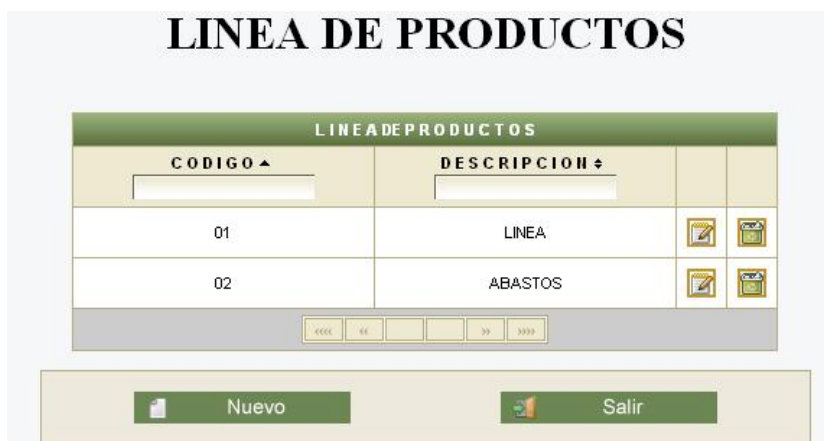 LINEA DE PRODUCTOS
LINEADEPRODUCTOS
CODIGO DESCRIPCION
01 LINEA
02 ABASTOS
«« « » »»
Nuevo Salir